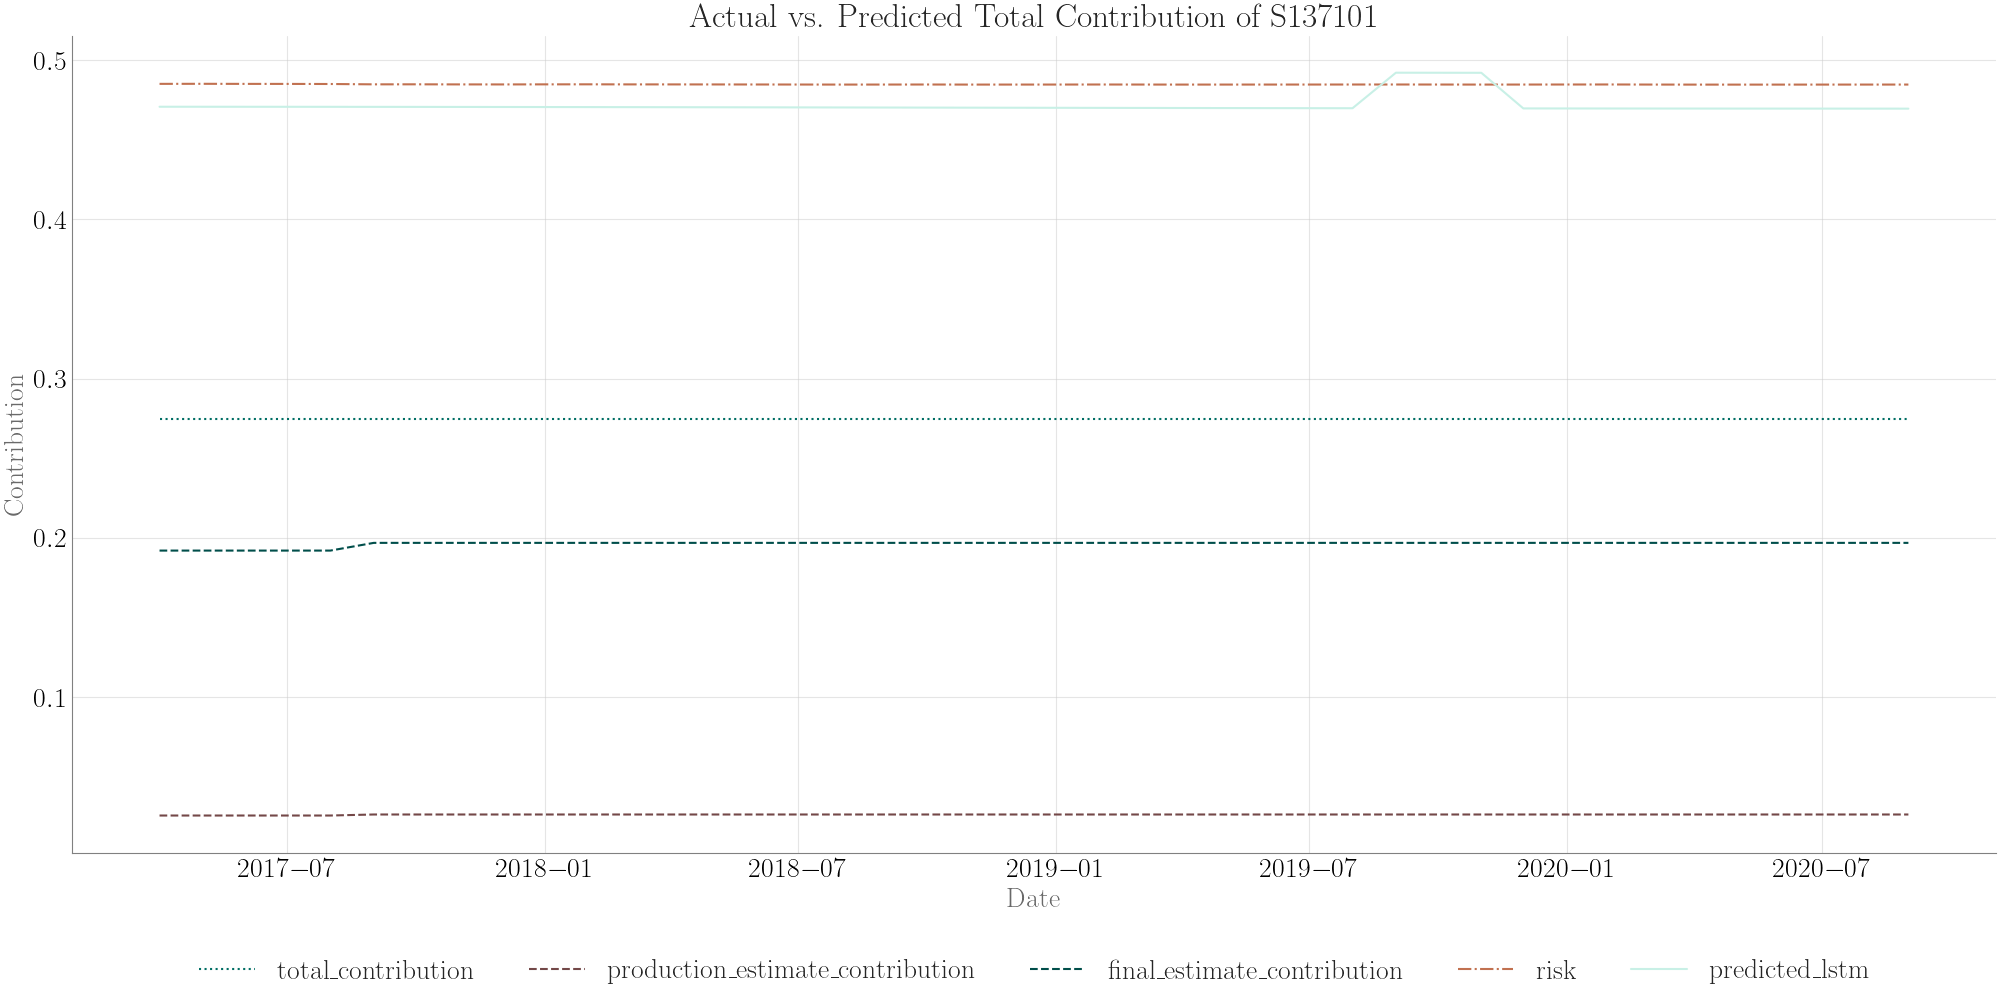 Actual vs. Predicted Total Contribution of S137101
Contribution
0.5
0.4
0.3
0.2
0.1
2017–07 2018–01 2018–07 2019–01 2019–07 2020–01 2020–07
Date
total_contribution production_estimate_contribution final_estimate_contribution risk predicted_lstm